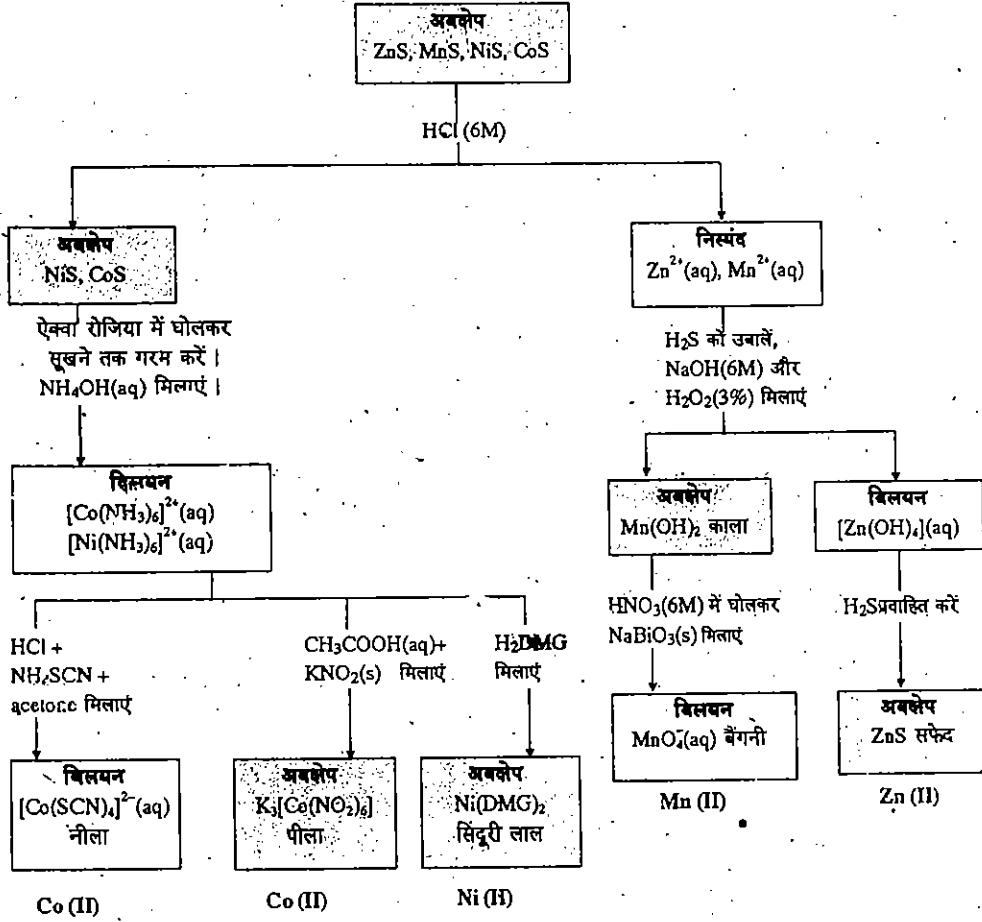 अवक्षेप
ZnS, MnS, NiS, CoS
HCl (6M)
अवक्षेप
NiS, CoS
निस्यंद
Zn²⁺(aq), Mn²⁺(aq)
ऐक्वा रोजिया में घोलकर
सूखने तक गरम करें |
NH₄OH(aq) मिलाएं |
H₂S को उबालें,
NaOH(6M) और
H₂O₂(3%) मिलाएं
विलयन
[Co(NH₃)₆]²⁺(aq)
[Ni(NH₃)₆]²⁺(aq)
अवक्षेप
Mn(OH)₂ काला
विलयन
[Zn(OH)₄](aq)
HCl +
NH₄SCN +
acetone मिलाएं
CH₃COOH(aq)+
KNO₂(s) मिलाएं
H₂DMG
मिलाएं
HNO₃(6M) में घोलकर
NaBiO₃(s) मिलाएं
H₂Sप्रवाहित करें
विलयन
[Co(SCN)₄]²⁻(aq)
नीला
अवक्षेप
K₃[Co(NO₂)₆]
पीला
अवक्षेप
Ni(DMG)₂
सिंदूरी लाल
विलयन
MnO₄⁻(aq) बैंगनी
अवक्षेप
ZnS सफेद
Co (II)
Co (II)
Ni (II)
Mn (II)
Zn (II)